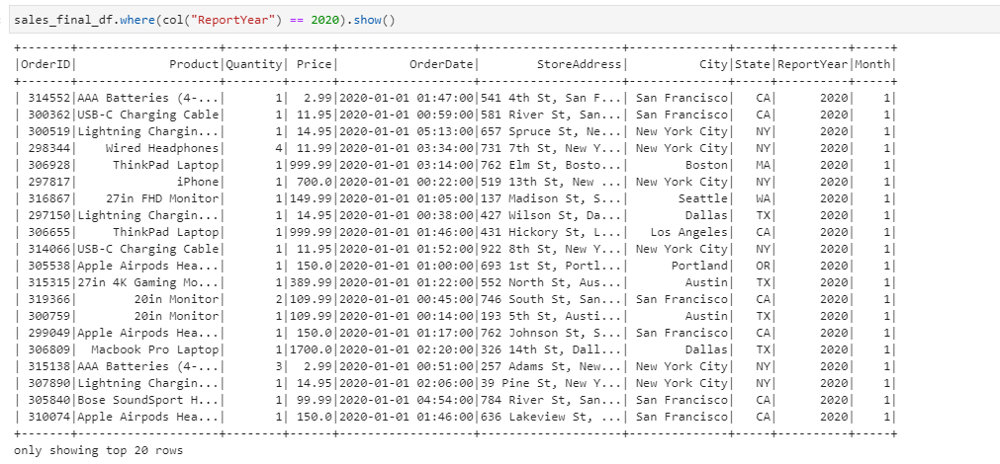 sales_final_df.where(col("ReportYear") == 2020).show()
+-------+--------------------+--------+------+-------------------+--------------------+-------------+-----+----------+-----+
|OrderID|             Product|Quantity| Price|          OrderDate|        StoreAddress|         City|State|ReportYear|Month|
+-------+--------------------+--------+------+-------------------+--------------------+-------------+-----+----------+-----+
| 314552|AAA Batteries (4-...|       1|  2.99|2020-01-01 01:47:00|541 4th St, San F...|San Francisco|   CA|      2020|    1|
| 300362|USB-C Charging Cable|       1| 11.95|2020-01-01 00:59:00|581 River St, San...|San Francisco|   CA|      2020|    1|
| 300519|Lightning Chargin...|       1| 14.95|2020-01-01 05:13:00|657 Spruce St, Ne...|New York City|   NY|      2020|    1|
| 298344|    Wired Headphones|       4| 11.99|2020-01-01 03:34:00|731 7th St, New Y...|New York City|   NY|      2020|    1|
| 306928|     ThinkPad Laptop|       1|999.99|2020-01-01 03:14:00|762 Elm St, Bosto...|       Boston|   MA|      2020|    1|
| 297817|              iPhone|       1| 700.0|2020-01-01 00:22:00|519 13th St, New ...|New York City|   NY|      2020|    1|
| 316867|    27in FHD Monitor|       1|149.99|2020-01-01 01:05:00|137 Madison St, S...|      Seattle|   WA|      2020|    1|
| 297150|Lightning Chargin...|       1| 14.95|2020-01-01 00:38:00|427 Wilson St, Da...|       Dallas|   TX|      2020|    1|
| 306655|     ThinkPad Laptop|       1|999.99|2020-01-01 01:46:00|431 Hickory St, L...|  Los Angeles|   CA|      2020|    1|
| 314066|USB-C Charging Cable|       1| 11.95|2020-01-01 01:52:00|922 8th St, New Y...|New York City|   NY|      2020|    1|
| 305538|Apple Airpods Hea...|       1| 150.0|2020-01-01 01:00:00|693 1st St, Portl...|     Portland|   OR|      2020|    1|
| 315315|27in 4K Gaming Mo...|       1|389.99|2020-01-01 01:22:00|552 North St, Aus...|       Austin|   TX|      2020|    1|
| 319366|        20in Monitor|       2|109.99|2020-01-01 00:45:00|746 South St, San...|San Francisco|   CA|      2020|    1|
| 300759|        20in Monitor|       1|109.99|2020-01-01 00:14:00|193 5th St, Austi...|       Austin|   TX|      2020|    1|
| 299049|Apple Airpods Hea...|       1| 150.0|2020-01-01 01:17:00|762 Johnson St, S...|San Francisco|   CA|      2020|    1|
| 306809|  Macbook Pro Laptop|       1|1700.0|2020-01-01 02:20:00|326 14th St, Dall...|       Dallas|   TX|      2020|    1|
| 315138|AAA Batteries (4-...|       3|  2.99|2020-01-01 00:51:00|257 Adams St, New...|New York City|   NY|      2020|    1|
| 307890|Lightning Chargin...|       1| 14.95|2020-01-01 02:06:00|39 Pine St, New Y...|New York City|   NY|      2020|    1|
| 305840|Bose SoundSport H...|       1| 99.99|2020-01-01 04:54:00|784 River St, San...|San Francisco|   CA|      2020|    1|
| 310074|Apple Airpods Hea...|       1| 150.0|2020-01-01 01:46:00|636 Lakeview St, ...|San Francisco|   CA|      2020|    1|
+-------+--------------------+--------+------+-------------------+--------------------+-------------+-----+----------+-----+
only showing top 20 rows